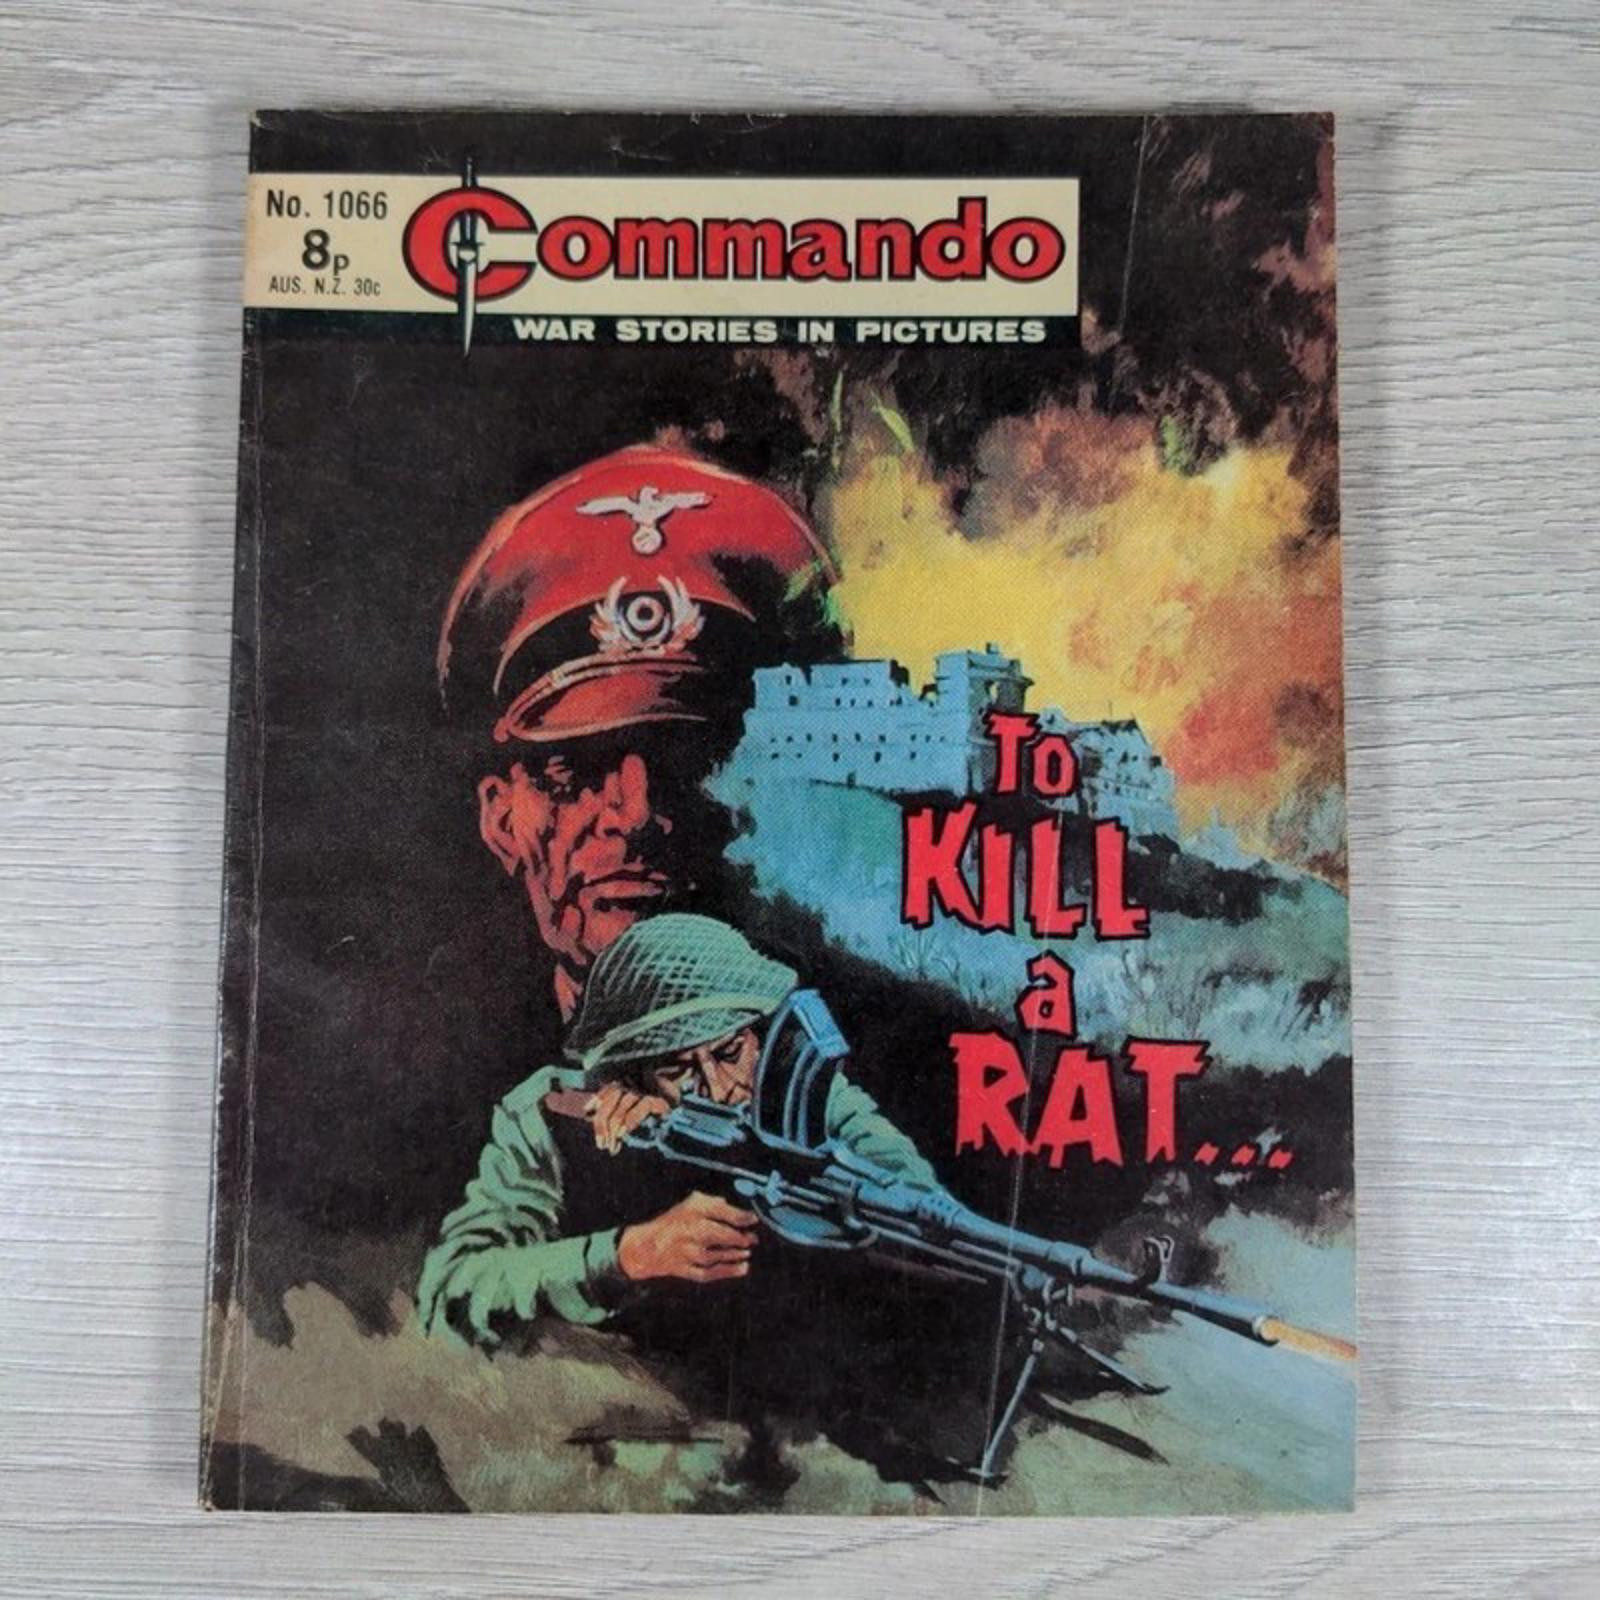 No. 1066
8p
AUS. N.Z. 30c
Commando
WAR STORIES IN PICTURES
To
KILL
a
RAT...